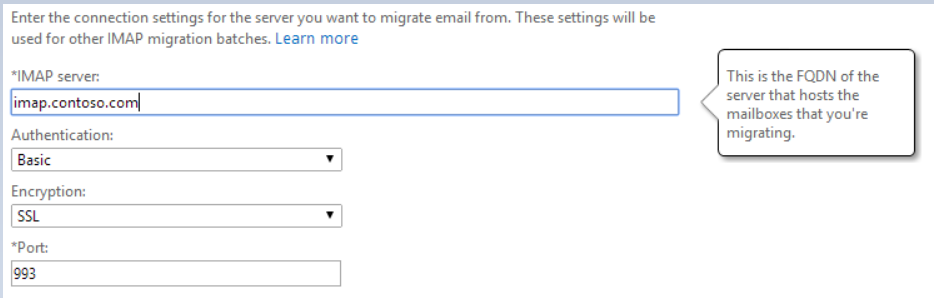 Enter the connection settings for the server you want to migrate email from. These settings will be
used for other IMAP migration batches. Learn more
*IMAP server:
imap.contoso.com
This is the FQDN of the
server that hosts the
mailboxes that you're
migrating.
Authentication:
Basic
Encryption:
SSL
*Port:
993